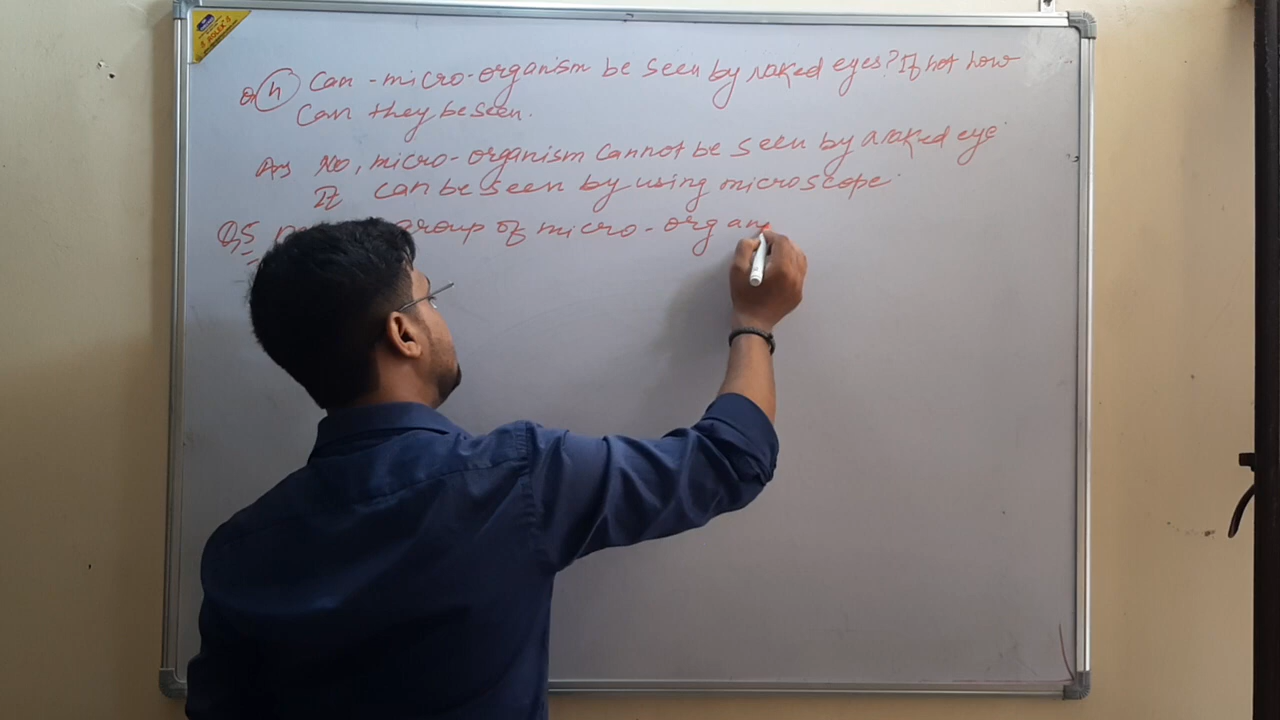 Q 4 Can - micro-organism be seen by naked eyes? If not how
can they be seen.
Ans No, micro-organism cannot be seen by naked eye
It can be seen by using microscope
Q5 group of micro-organ